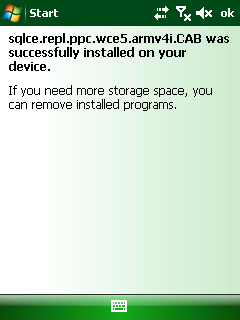 Start
ok
sqlce.repl.ppc.wce5.armv4i.CAB was
successfully installed on your
device.
If you need more storage space, you
can remove installed programs.